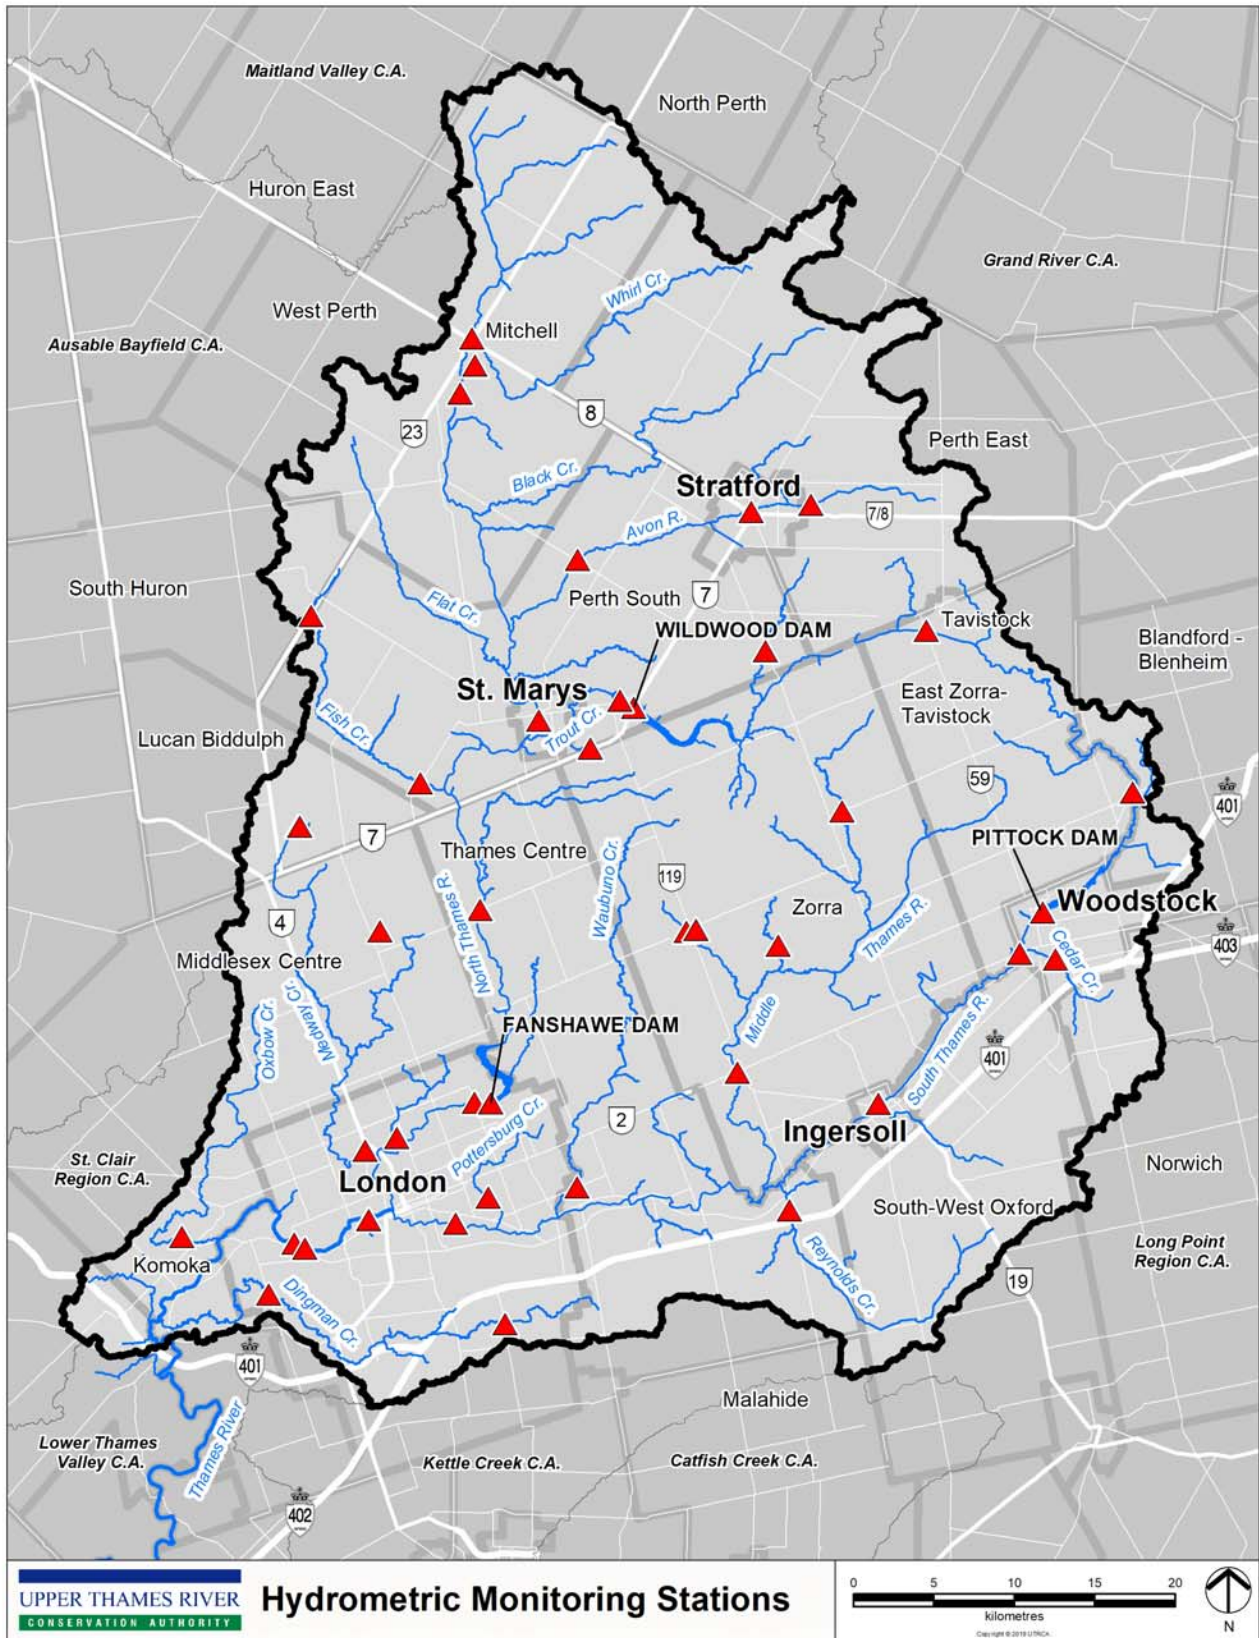 Maitland Valley C.A.
North Perth
Huron East
Grand River C.A.
Whirl Cr.
West Perth
Mitchell
Ausable Bayfield C.A.
8
23
Perth East
Black Cr.
Stratford
7/8
Avon R.
South Huron
Flat Cr.
Perth South
7
Tavistock
WILDWOOD DAM
Blandford -
Blenheim
St. Marys
East Zorra-
Tavistock
Fish Cr.
Trout Cr.
Lucan Biddulph
59
401
7
Thames Centre
PITTOCK DAM
Waubuno Cr.
119
Woodstock
4
Zorra
North Thames R.
Thames R.
403
Middlesex Centre
Cedar Cr.
Oxbow Cr.
Medway Cr.
FANSHAWE DAM
Middle
South Thames R.
401
Pottersburg Cr.
2
Ingersoll
St. Clair
Region C.A.
London
Norwich
South-West Oxford
Komoka
Long Point
Region C.A.
Reynolds Cr.
19
Dingman Cr.
401
Malahide
Lower Thames
Valley C.A.
Thames River
Kettle Creek C.A.
Catfish Creek C.A.
402
UPPER THAMES RIVER
CONSERVATION AUTHORITY
Hydrometric Monitoring Stations
0 5 10 15 20
kilometres
Copyright © 2019 UTRCA.
N